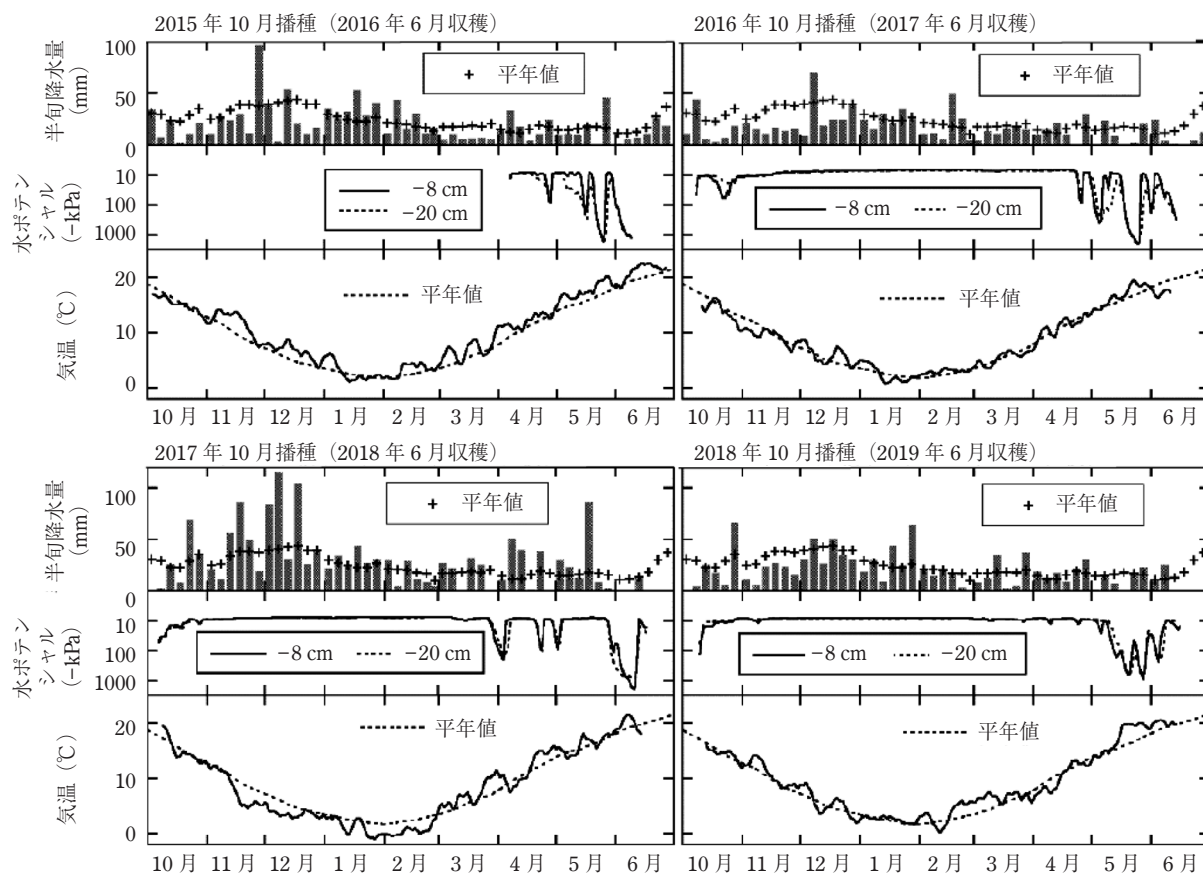 2015 年 10 月播種（2016 年 6 月収穫）
半旬降水量
(mm)
100
50
0
平年値
水ポテン
シャル
(−kPa)
10
100
1000
−8 cm
−20 cm
気温（℃）
20
10
0
平年値
10 月 11 月 12 月 1 月 2 月 3 月 4 月 5 月 6 月
2016 年 10 月播種（2017 年 6 月収穫）
平年値
−8 cm −20 cm
平年値
10 月 11 月 12 月 1 月 2 月 3 月 4 月 5 月 6 月
2017 年 10 月播種（2018 年 6 月収穫）
半旬降水量
(mm)
100
50
0
平年値
水ポテン
シャル
(−kPa)
10
100
1000
−8 cm −20 cm
気温（℃）
20
10
0
平年値
10 月 11 月 12 月 1 月 2 月 3 月 4 月 5 月 6 月
2018 年 10 月播種（2019 年 6 月収穫）
平年値
−8 cm −20 cm
平年値
10 月 11 月 12 月 1 月 2 月 3 月 4 月 5 月 6 月